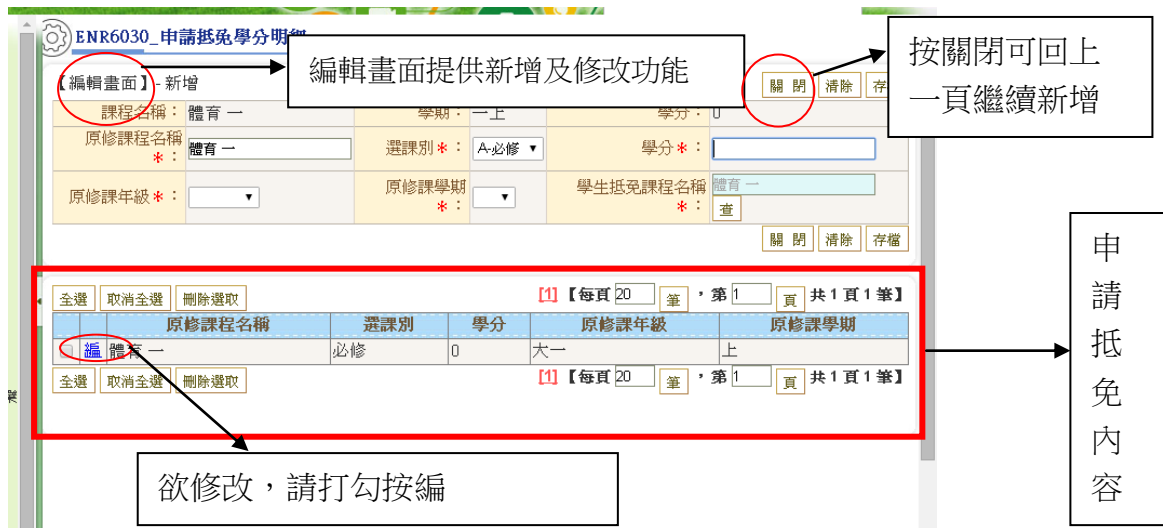 ENR6030_申請抵免學分明細
編輯畫面提供新增及修改功能
按關閉可回上
一頁繼續新增
【編輯畫面】- 新增
關 閉 清除 存
課程名稱： 體育 一 學期： 一上 學分： 0
原修課程名稱＊： 體育 一 選課別＊： A-必修 學分＊：
原修課年級＊： 原修課學期＊： 學生抵免課程名稱＊： 體育 一
查
關 閉 清除 存檔
全選 取消全選 刪除選取 [1]【每頁 20 筆 ，第 1 頁 共 1 頁 1 筆】
原修課程名稱 選課別 學分 原修課年級 原修課學期
編 體育 一 必修 0 大一 上
全選 取消全選 刪除選取 [1]【每頁 20 筆 ，第 1 頁 共 1 頁 1 筆】
欲修改，請打勾按編
申
請
抵
免
內
容